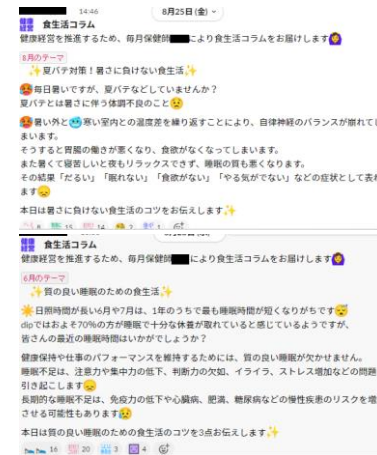 14:46
8月25日 (金)
健康経営 食生活コラム
健康経営を推進するため、毎月保健師 により食生活コラムをお届けします
8月のテーマ
夏バテ対策！暑さに負けない食生活
毎日暑いですが、夏バテなどしていませんか？
夏バテとは暑さに伴う体調不良のこと
暑い外と 寒い室内との温度差を繰り返すことにより、自律神経のバランスが崩れてし
まいます。
そうすると胃腸の働きが悪くなり、食欲がなくなってしまいます。
また暑くて寝苦しいと夜もリラックスできず、睡眠の質も悪くなります。
その結果「だるい」「眠れない」「食欲がない」「やる気がでない」などの症状として表れ
ます
本日は暑さに負けない食生活のコツをお伝えします
8 15 14 2 1
健康経営 食生活コラム
健康経営を推進するため、毎月保健師 により食生活コラムをお届けします
6月のテーマ
質の良い睡眠のための食生活
日照時間が長い6月や7月は、1年のうちで最も睡眠時間が短くなりがちです
dipではおよそ70%の方が睡眠で十分な休養が取れていると感じているようですが、
皆さんの最近の睡眠時間はいかがでしょうか？
健康保持や仕事のパフォーマンスを維持するためには、質の良い睡眠が欠かせません。
睡眠不足は、注意力や集中力の低下、判断力の欠如、イライラ、ストレス増加などの問題
引き起こします
長期的な睡眠不足は、免疫力の低下や心臓病、肥満、糖尿病などの慢性疾患のリスクを増
させる可能性もあります
本日は質の良い睡眠のための食生活を3点お伝えします
16 20 3 4